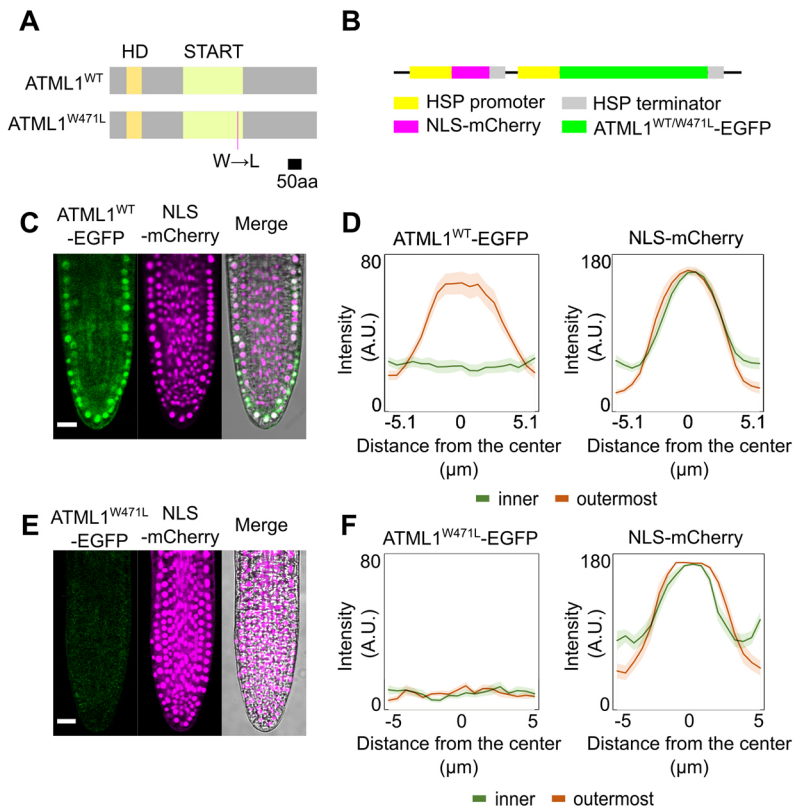 A
HD START
ATML1WT
ATML1W471L
W→L
50aa
B
HSP promoter
HSP terminator
NLS-mCherry
ATML1WT/W471L-EGFP
C
ATML1WT
-EGFP
NLS
-mCherry
Merge
D
ATML1WT-EGFP
80
Intensity
(A.U.)
0
-5.1 0 5.1
Distance from the center
(µm)
NLS-mCherry
180
Intensity
(A.U.)
0
-5.1 0 5.1
Distance from the center
(µm)
inner outermost
E
ATML1W471L
-EGFP
NLS
-mCherry
Merge
F
ATML1W471L-EGFP
80
Intensity
(A.U.)
0
-5 0 5
Distance from the center
(µm)
NLS-mCherry
180
Intensity
(A.U.)
0
-5 0 5
Distance from the center
(µm)
inner outermost